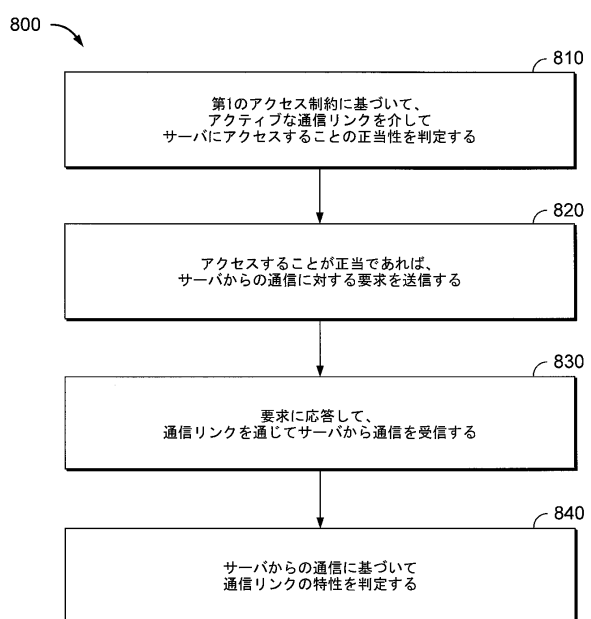 800
810
第1のアクセス制約に基づいて、
アクティブな通信リンクを介して
サーバにアクセスすることの正当性を判定する
820
アクセスすることが正当であれば、
サーバからの通信に対する要求を送信する
830
要求に応答して、
通信リンクを通じてサーバから通信を受信する
840
サーバからの通信に基づいて
通信リンクの特性を判定する